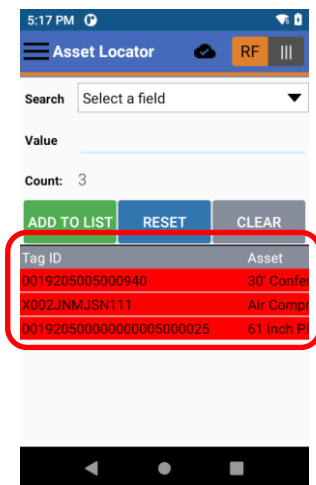 5:17 PM
Asset Locator RF
Search Select a field
Value
Count: 3
ADD TO LIST RESET CLEAR
Tag ID Asset
0019205005000940 30' Confe
X002JNMJSN111 Air Compr
00192050000000005000025 61 inch Pl